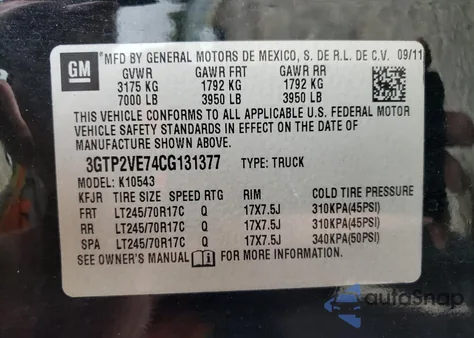 GM
MFD BY GENERAL MOTORS DE MEXICO, S. DE R.L. DE C.V. 09/11
GVWR GAWR FRT GAWR RR
3175 KG 1792 KG 1792 KG
7000 LB 3950 LB 3950 LB
THIS VEHICLE CONFORMS TO ALL APPLICABLE U.S. FEDERAL MOTOR
VEHICLE SAFETY STANDARDS IN EFFECT ON THE DATE OF
MANUFACTURE SHOWN ABOVE.
3GTP2VE74CG131377 TYPE: TRUCK
MODEL: K10543
KFJR TIRE SIZE SPEED RTG RIM COLD TIRE PRESSURE
FRT LT245/70R17C Q 17X7.5J 310KPA(45PSI)
RR LT245/70R17C Q 17X7.5J 310KPA(45PSI)
SPA LT245/70R17C Q 17X7.5J 340KPA(50PSI)
SEE OWNER'S MANUAL FOR MORE INFORMATION.
autoSnap